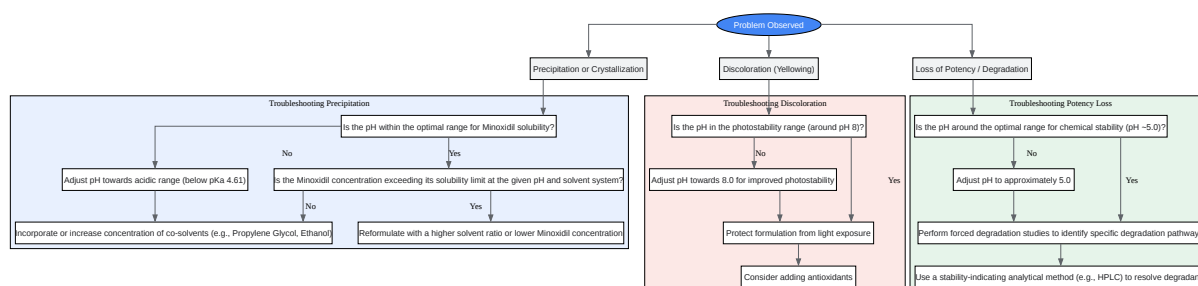 Problem Observed
Precipitation or Crystallization
Discoloration (Yellowing)
Loss of Potency / Degradation
Troubleshooting Precipitation
Troubleshooting Discoloration
Troubleshooting Potency Loss
Is the pH within the optimal range for Minoxidil solubility?
Is the pH in the photostability range (around pH 8)?
Is the pH around the optimal range for chemical stability (pH ~5.0)?
No
Yes
No
Yes
No
Yes
Adjust pH towards acidic range (below pKa 4.61)
Is the Minoxidil concentration exceeding its solubility limit at the given pH and solvent system?
Adjust pH towards 8.0 for improved photostability
Adjust pH to approximately 5.0
No
Yes
Incorporate or increase concentration of co-solvents (e.g., Propylene Glycol, Ethanol)
Reformulate with a higher solvent ratio or lower Minoxidil concentration
Protect formulation from light exposure
Perform forced degradation studies to identify specific degradation pathway
Consider adding antioxidants
Use a stability-indicating analytical method (e.g., HPLC) to resolve degradan